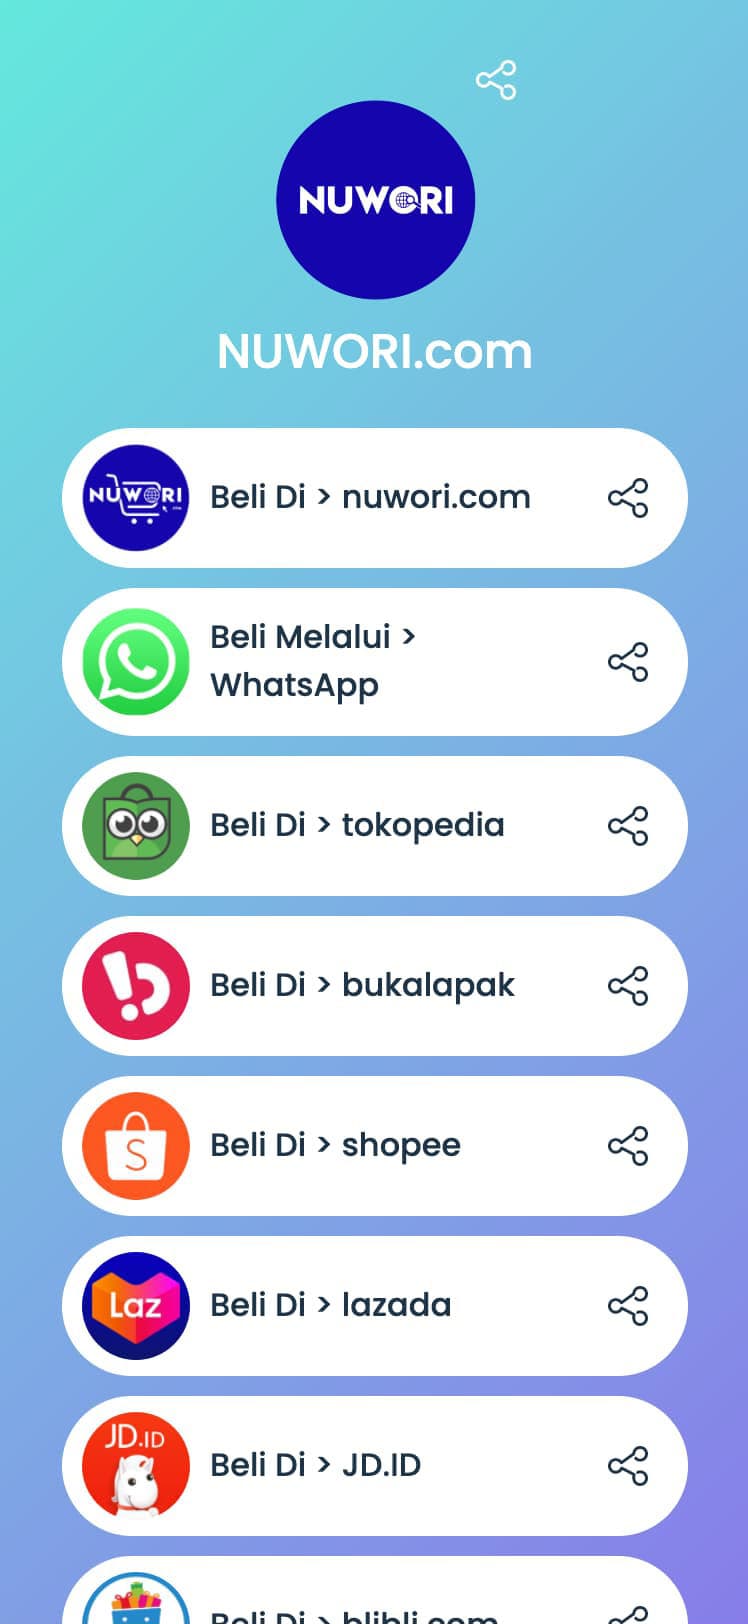 NUWORI
NUWORI.com
NUWORI
Beli Di > nuwori.com
Beli Melalui >
WhatsApp
Beli Di > tokopedia
Beli Di > bukalapak
S
Beli Di > shopee
Laz
Beli Di > lazada
JD.ID
Beli Di > JD.ID
Beli Di > blibli.com